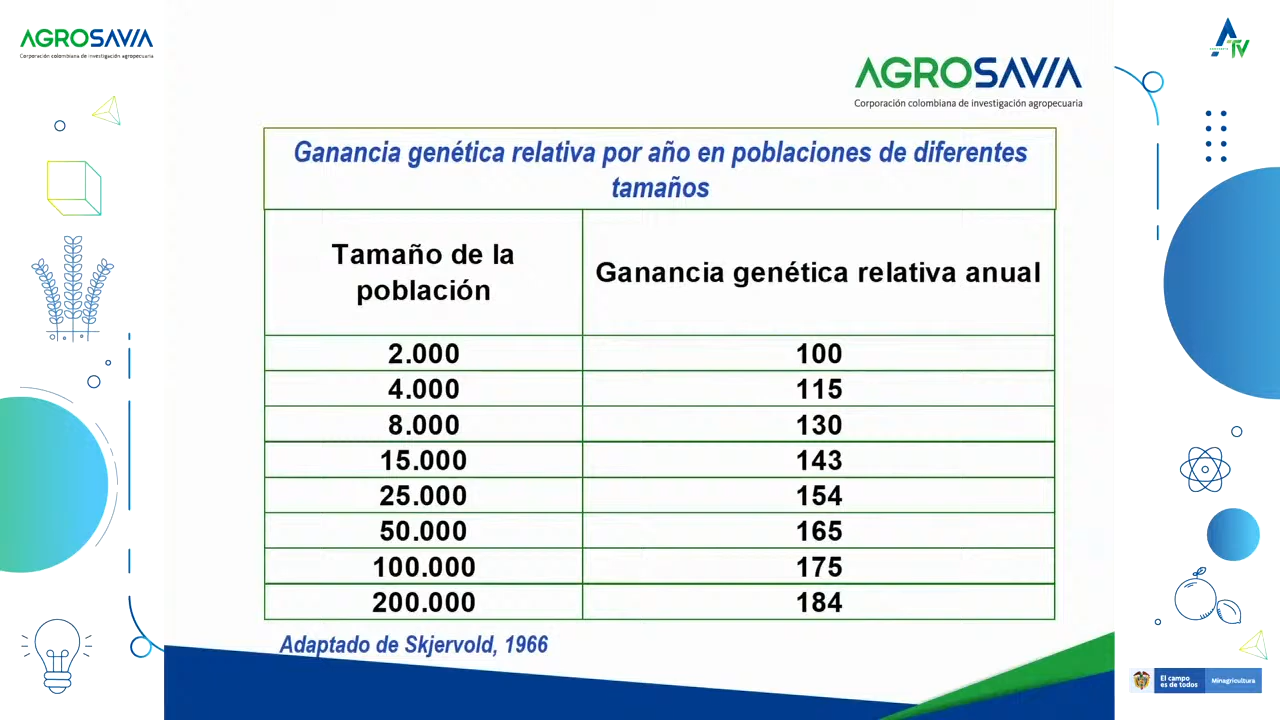 AGROSAVIA
Corporación colombiana de investigación agropecuaria
ATV
AGROSAVIA
Corporación colombiana de investigación agropecuaria
Ganancia genética relativa por año en poblaciones de diferentes
tamaños
Tamaño de la
población
Ganancia genética relativa anual
2.000 100
4.000 115
8.000 130
15.000 143
25.000 154
50.000 165
100.000 175
200.000 184
Adaptado de Skjervold, 1966
El campo
es de todos
Minagricultura